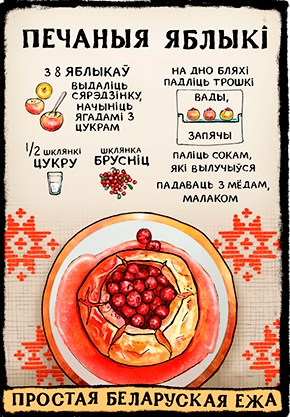 ПЕЧАНЫЯ ЯБЛЫКІ
З 8 ЯБЛЫКАЎ
ВЫДАЛІЦЬ
СЯРЭДЗІНКУ,
НАЧЫНІЦЬ
ЯГАДАМІ З
ЦУКРАМ
1/2 ШКЛЯНКІ
ЦУКРУ
ШКЛЯНКА
БРУСНІЦ
НА ДНО БЛЯХІ
ПАДЛІЦЬ ТРОШКІ
ВАДЫ,
ЗАПЯЧЫ
ПАЛІЦЬ СОКАМ,
ЯКІ ВЫЛУЧЫЎСЯ
ПАДАВАЦЬ З МЁДАМ,
МАЛАКОМ
ПРОСТАЯ БЕЛАРУСКАЯ ЕЖА